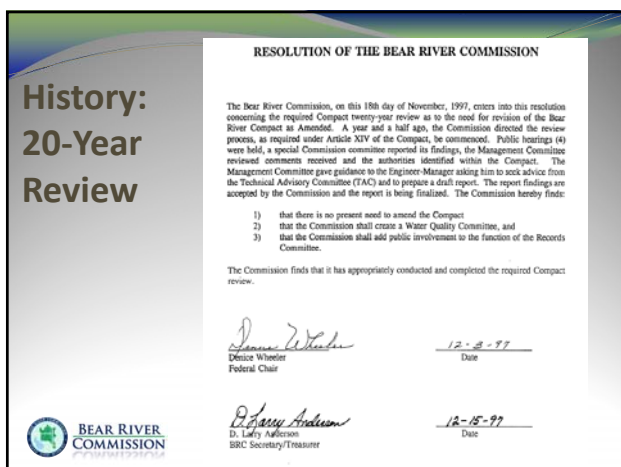 History:
20-Year
Review
RESOLUTION OF THE BEAR RIVER COMMISSION
The Bear River Commission, on this 18th day of November, 1997, enters into this resolution
concerning the required Compact twenty-year review as to the need for revision of the Bear
River Compact as Amended. A year and a half ago, the Commission directed the review
process, as required under Article XIV of the Compact, be commenced. Public hearings (4)
were held, a special Commission committee reported its findings, the Management Committee
reviewed comments received and the authorities identified within the Compact. The
Management Committee gave guidance to the Engineer-Manager asking him to seek advice from
the Technical Advisory Committee (TAC) and to prepare a draft report. The report findings are
accepted by the Commission and the report is being finalized. The Commission hereby finds:
1) that there is no present need to amend the Compact
2) that the Commission shall create a Water Quality Committee, and
3) that the Commission shall add public involvement to the function of the Records
Committee.
The Commission finds that it has appropriately conducted and completed the required Compact
review.
Denice Wheeler 12-3-97
Denice Wheeler Date
Federal Chair
D. Larry Anderson 12-15-97
D. Larry Anderson Date
BRC Secretary/Treasurer
BEAR RIVER
COMMISSION